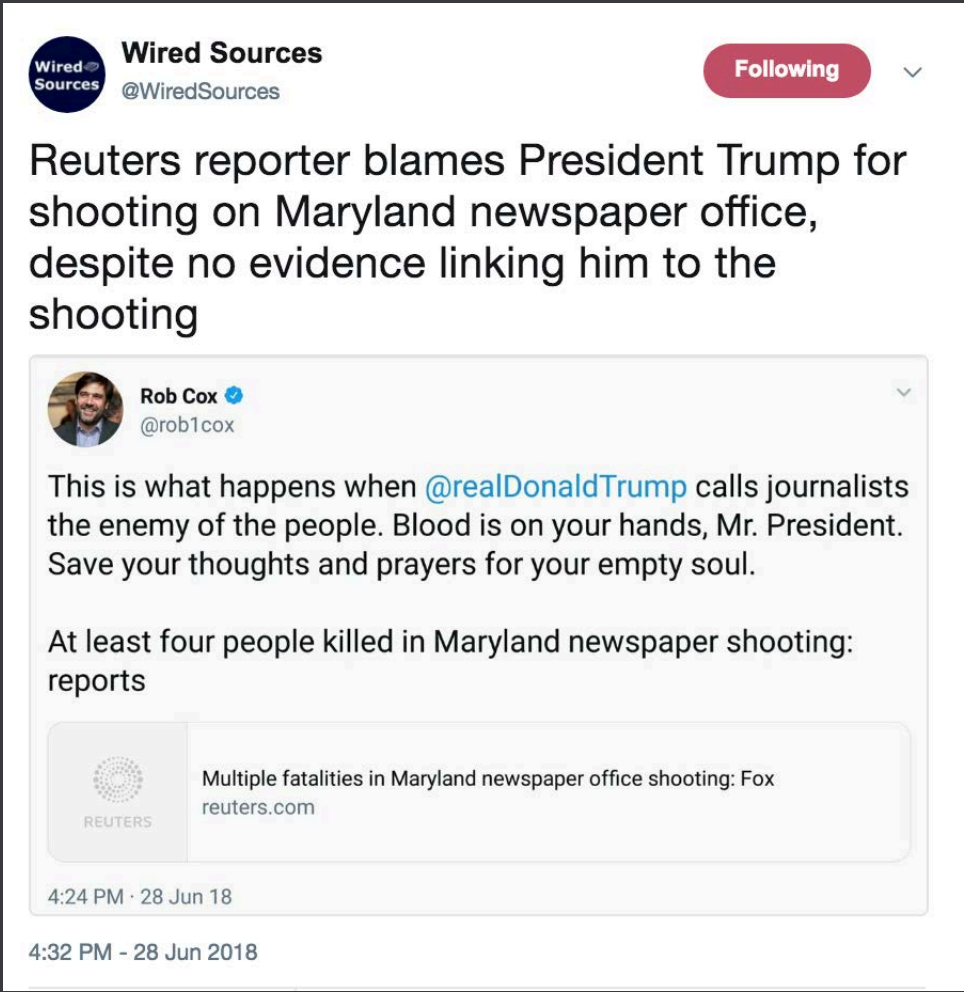 Wired
Sources
Wired Sources
@WiredSources
Following
Reuters reporter blames President Trump for
shooting on Maryland newspaper office,
despite no evidence linking him to the
shooting
Rob Cox
@rob1cox
This is what happens when @realDonaldTrump calls journalists
the enemy of the people. Blood is on your hands, Mr. President.
Save your thoughts and prayers for your empty soul.
At least four people killed in Maryland newspaper shooting:
reports
REUTERS
Multiple fatalities in Maryland newspaper office shooting: Fox
reuters.com
4:24 PM · 28 Jun 18
4:32 PM - 28 Jun 2018